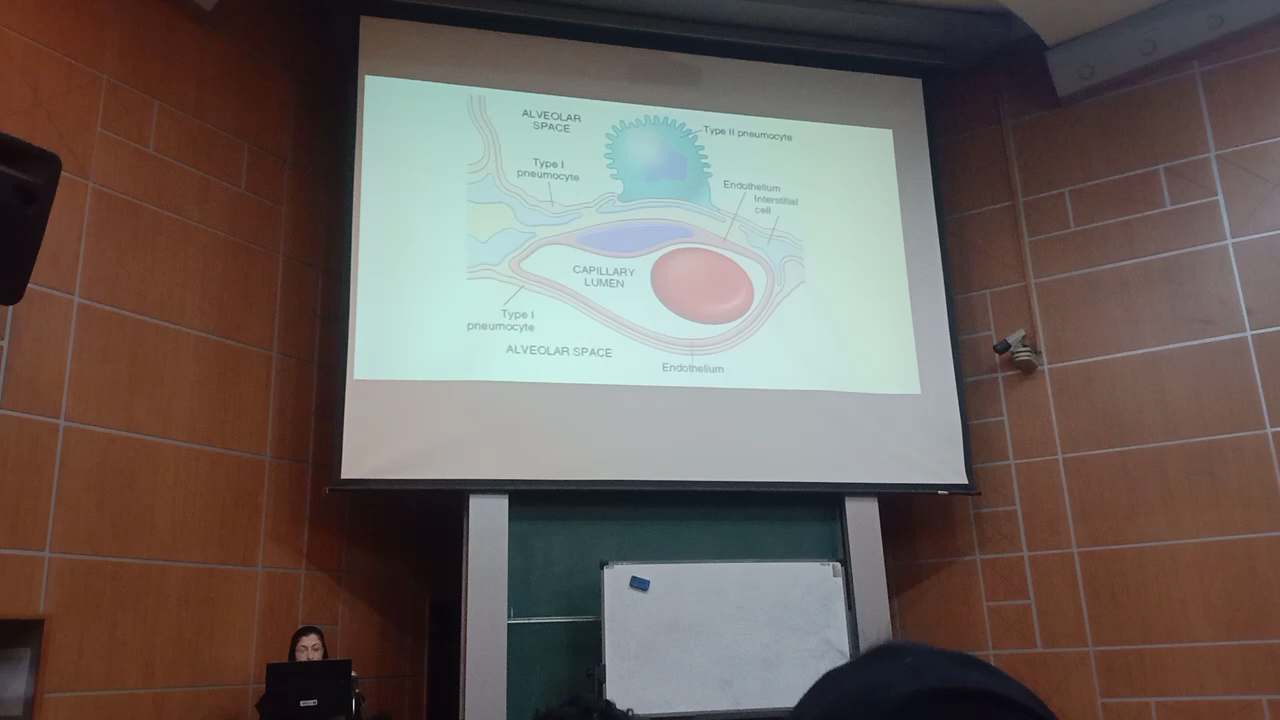 ALVEOLAR
SPACE
Type II pneumocyte
Type I
pneumocyte
Endothelium
Interstitial
cell
CAPILLARY
LUMEN
Type I
pneumocyte
ALVEOLAR SPACE
Endothelium